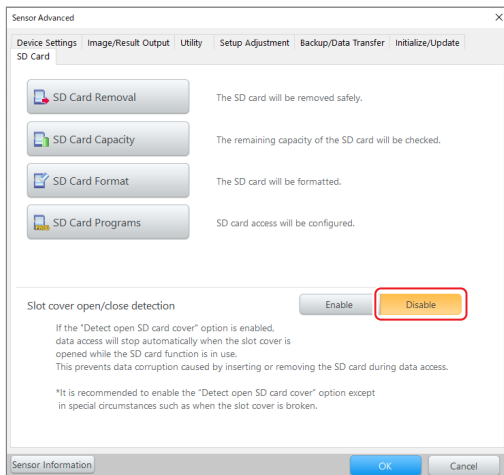 Sensor Advanced
Device Settings Image/Result Output Utility Setup Adjustment Backup/Data Transfer Initialize/Update
SD Card
SD Card Removal The SD card will be removed safely.
SD Card Capacity The remaining capacity of the SD card will be checked.
SD Card Format The SD card will be formatted.
SD Card Programs SD card access will be configured.
Slot cover open/close detection Enable Disable
If the "Detect open SD card cover" option is enabled,
data access will stop automatically when the slot cover is
opened while the SD card function is in use.
This prevents data corruption caused by inserting or removing the SD card during data access.
*It is recommended to enable the "Detect open SD card cover" option except
in special circumstances such as when the slot cover is broken.
Sensor Information OK Cancel